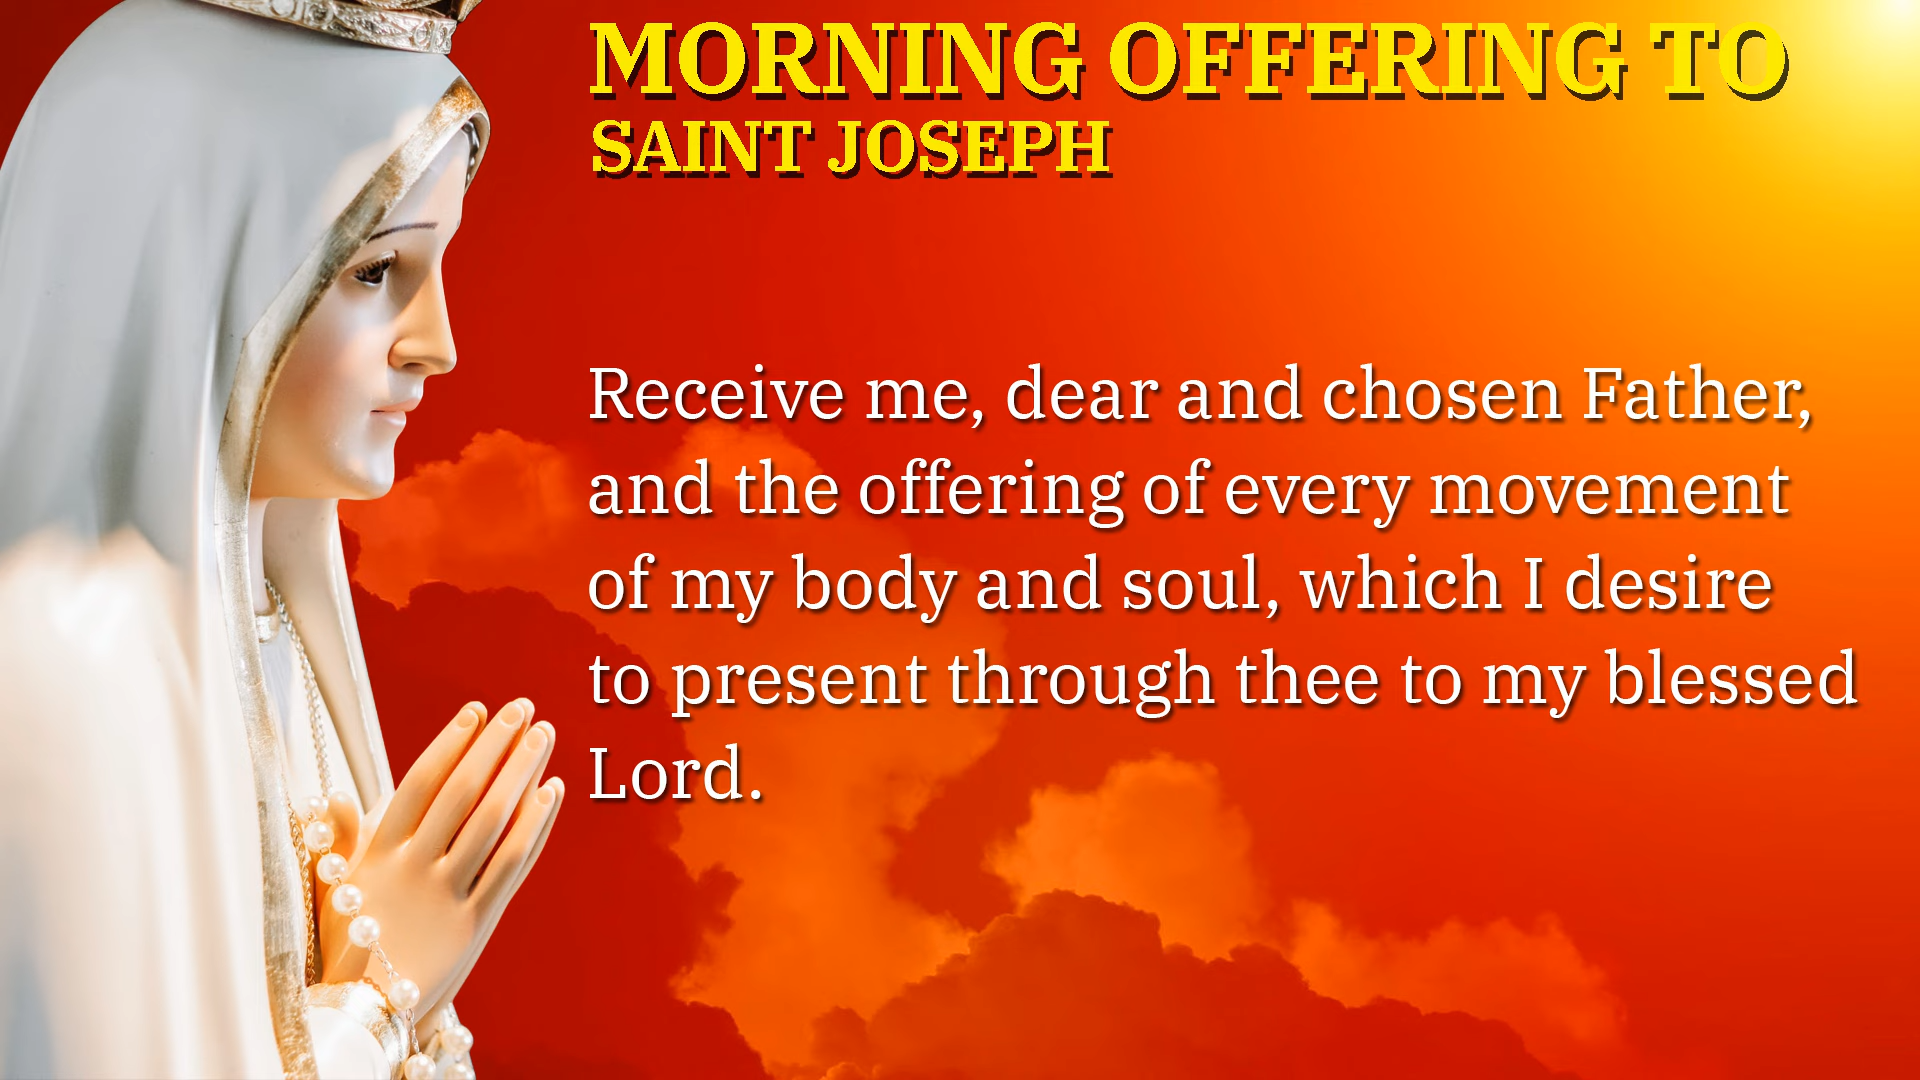 MORNING OFFERING TO
SAINT JOSEPH
Receive me, dear and chosen Father,
and the offering of every movement
of my body and soul, which I desire
to present through thee to my blessed
Lord.